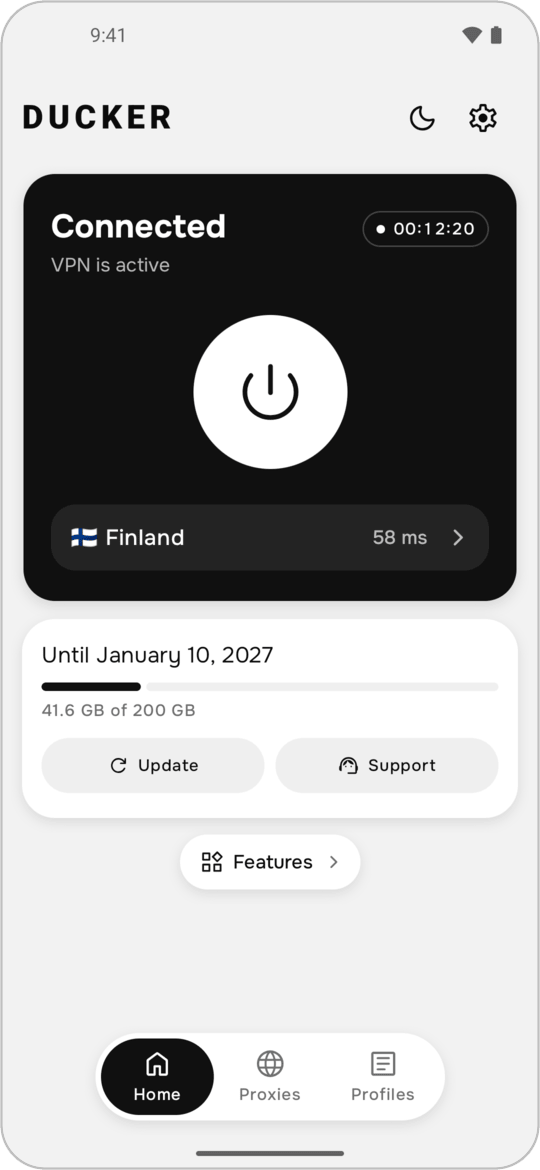 9:41
DUCKER
Connected
00:12:20
VPN is active
Finland
58 ms
Until January 10, 2027
41.6 GB of 200 GB
Update
Support
Features
Home
Proxies
Profiles